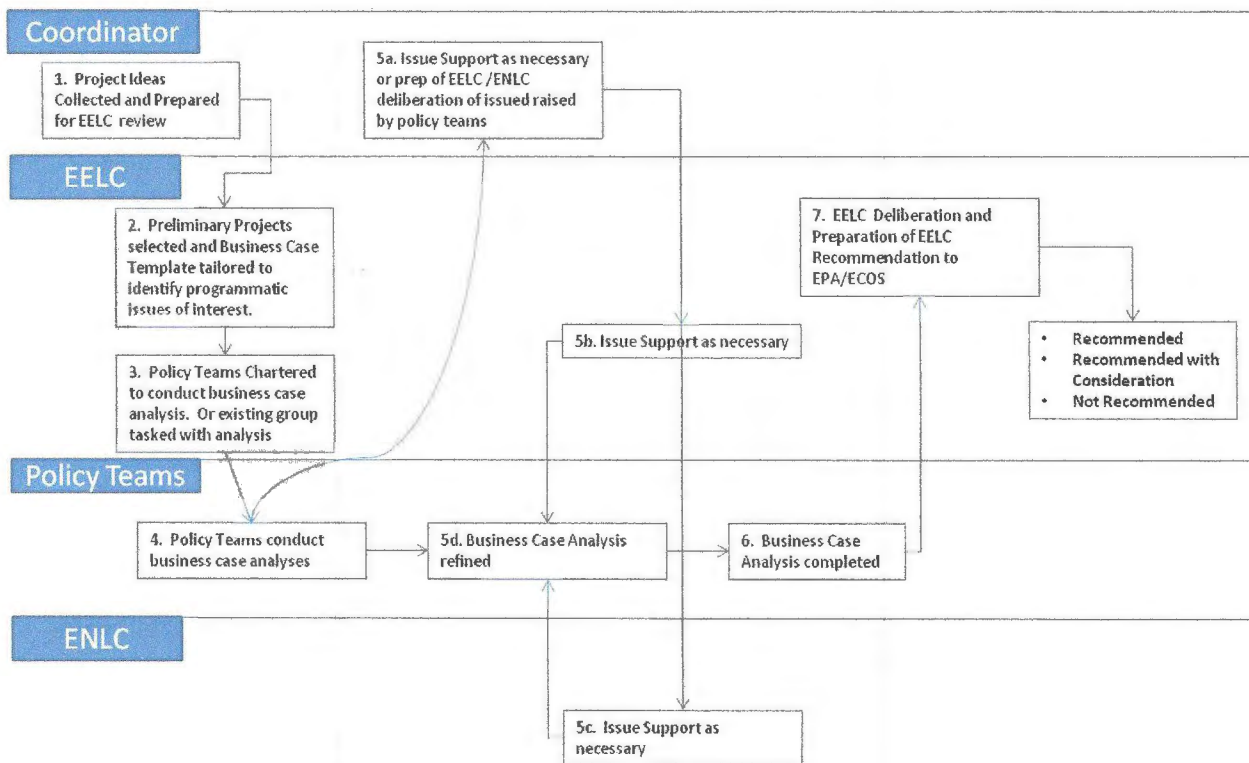 Coordinator
1. Project Ideas
Collected and Prepared
for EELC review
5a. Issue Support as necessary
or prep of EELC /ENLC
deliberation of issued raised
by policy teams
EELC
2. Preliminary Projects
selected and Business Case
Template tailored to
identify programmatic
issues of interest.
3. Policy Teams Chartered
to conduct business case
analysis. Or existing group
tasked with analysis
5b. Issue Support as necessary
7. EELC Deliberation and
Preparation of EELC
Recommendation to
EPA/ECOS
• Recommended
• Recommended with
Consideration
• Not Recommended
Policy Teams
4. Policy Teams conduct
business case analyses
5d. Business Case Analysis
refined
6. Business Case
Analysis completed
ENLC
5c. Issue Support as
necessary